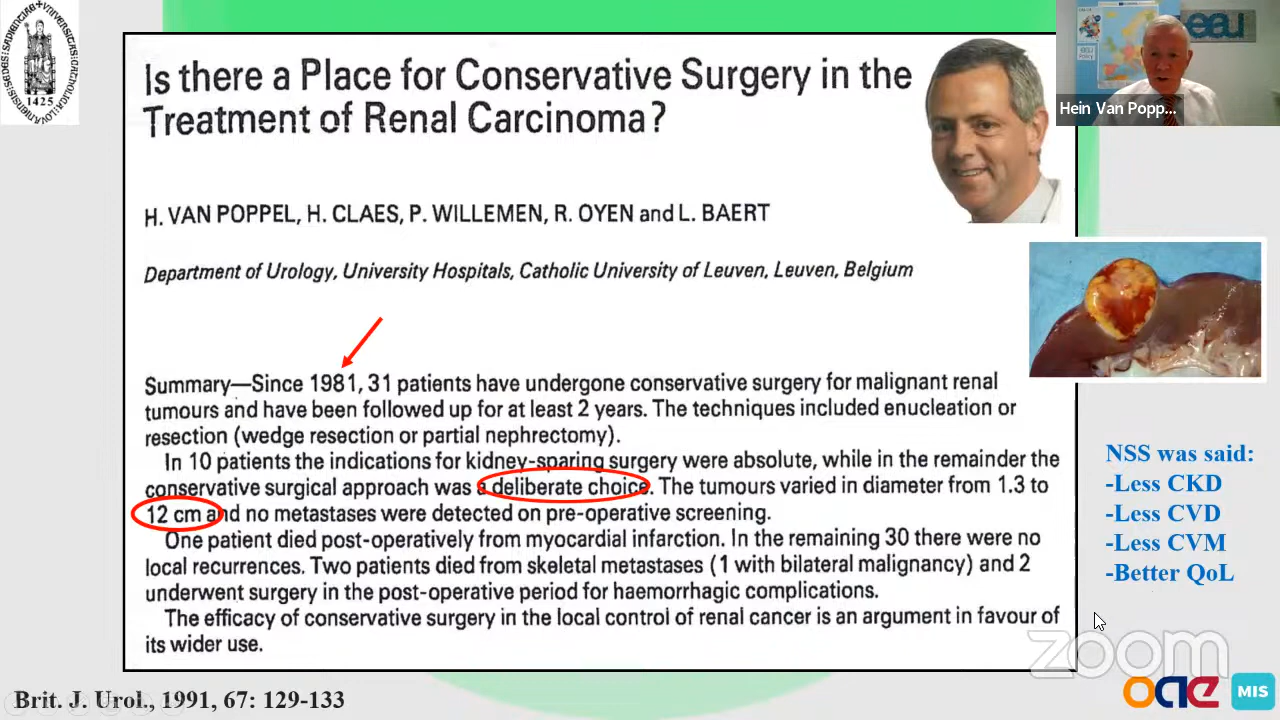 Is there a Place for Conservative Surgery in the
Treatment of Renal Carcinoma?
H. VAN POPPEL, H. CLAES, P. WILLEMEN, R. OYEN and L. BAERT
Department of Urology, University Hospitals, Catholic University of Leuven, Leuven, Belgium
Summary—Since 1981, 31 patients have undergone conservative surgery for malignant renal
tumours and have been followed up for at least 2 years. The techniques included enucleation or
resection (wedge resection or partial nephrectomy).
In 10 patients the indications for kidney-sparing surgery were absolute, while in the remainder the
conservative surgical approach was a deliberate choice. The tumours varied in diameter from 1.3 to
12 cm and no metastases were detected on pre-operative screening.
One patient died post-operatively from myocardial infarction. In the remaining 30 there were no
local recurrences. Two patients died from skeletal metastases (1 with bilateral malignancy) and 2
underwent surgery in the post-operative period for haemorrhagic complications.
The efficacy of conservative surgery in the local control of renal cancer is an argument in favour of
its wider use.
Brit. J. Urol., 1991, 67: 129-133
1425
eau
Hein Van Popp...
NSS was said:
-Less CKD
-Less CVD
-Less CVM
-Better QoL
zoom
oae
MIS